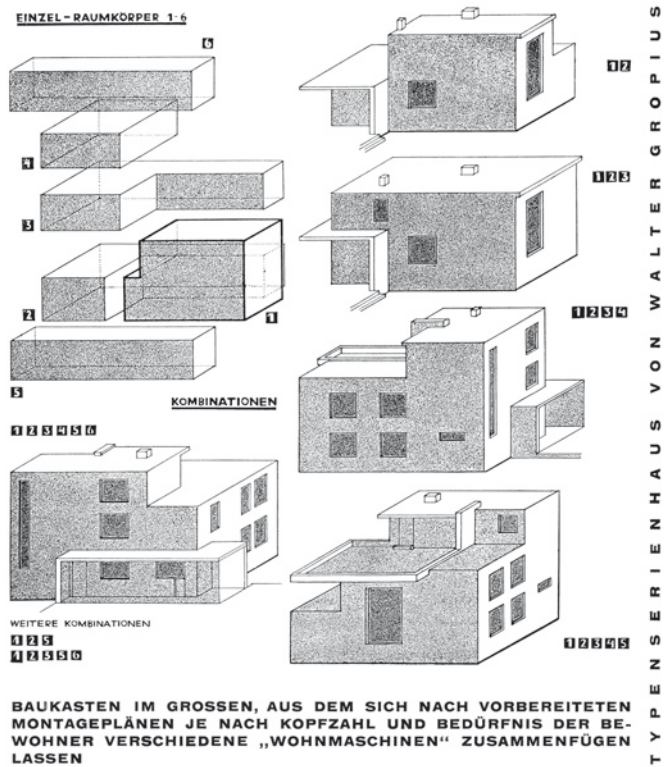 EINZEL-RAUMKÖRPER 1-6
6
4
3
2
1
5
KOMBINATIONEN
12
123
1234
123456
12345
WEITERE KOMBINATIONEN
125
12356
BAUKASTEN IM GROSSEN, AUS DEM SICH NACH VORBEREITETEN
MONTAGEPLÄNEN JE NACH KOPFZAHL UND BEDÜRFNIS DER BE-
WOHNER VERSCHIEDENE „WOHNMASCHINEN“ ZUSAMMENFÜGEN
LASSEN
TYPENSERIENHAUS VON WALTER GROPIUS